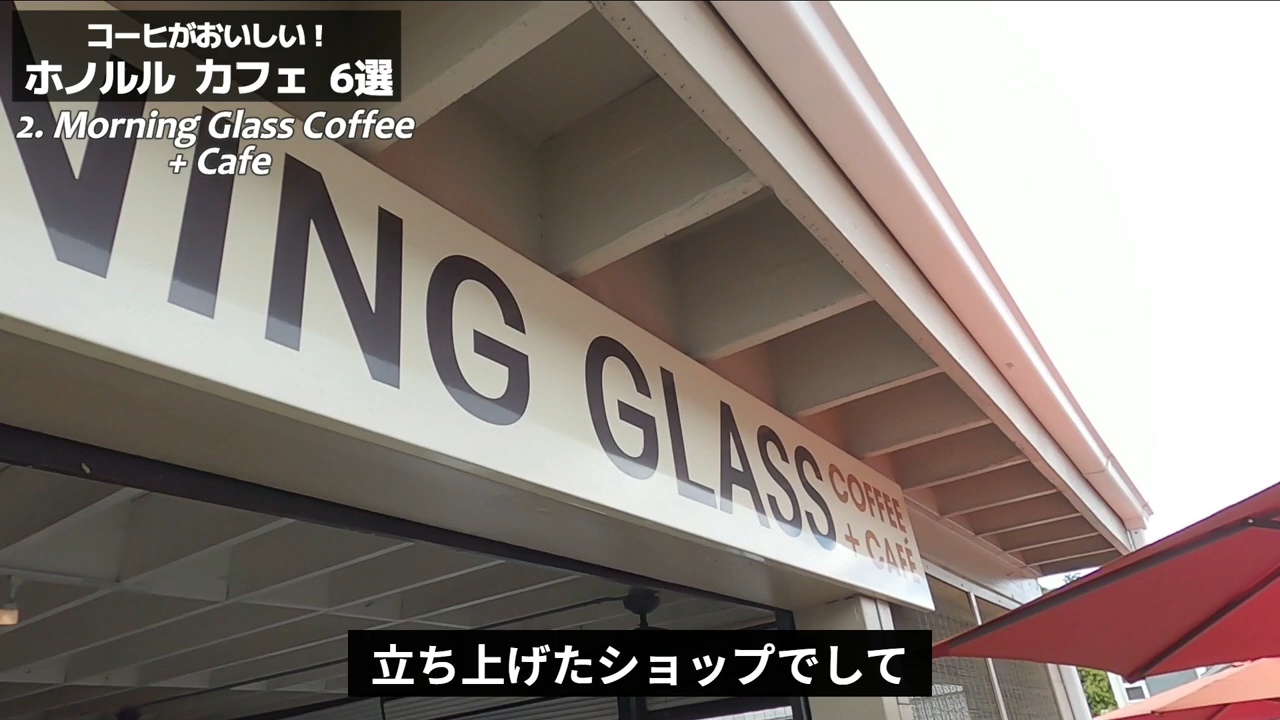 コーヒがおいしい！
ホノルル カフェ 6選
2. Morning Glass Coffee
+ Cafe
NING GLASS
COFFEE
+ CAFÉ
立ち上げたショップでして